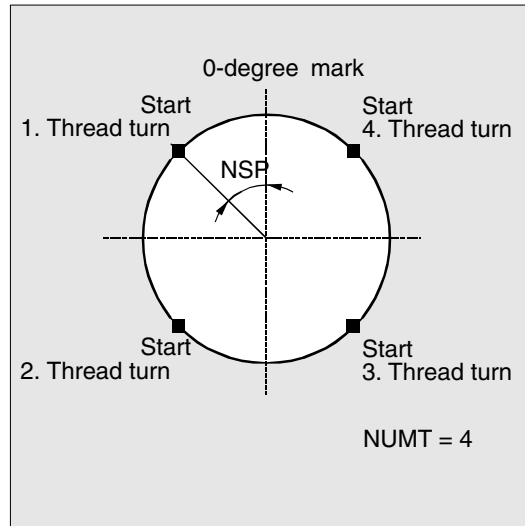 0-degree mark
Start
1. Thread turn
Start
4. Thread turn
NSP
Start
2. Thread turn
Start
3. Thread turn
NUMT = 4